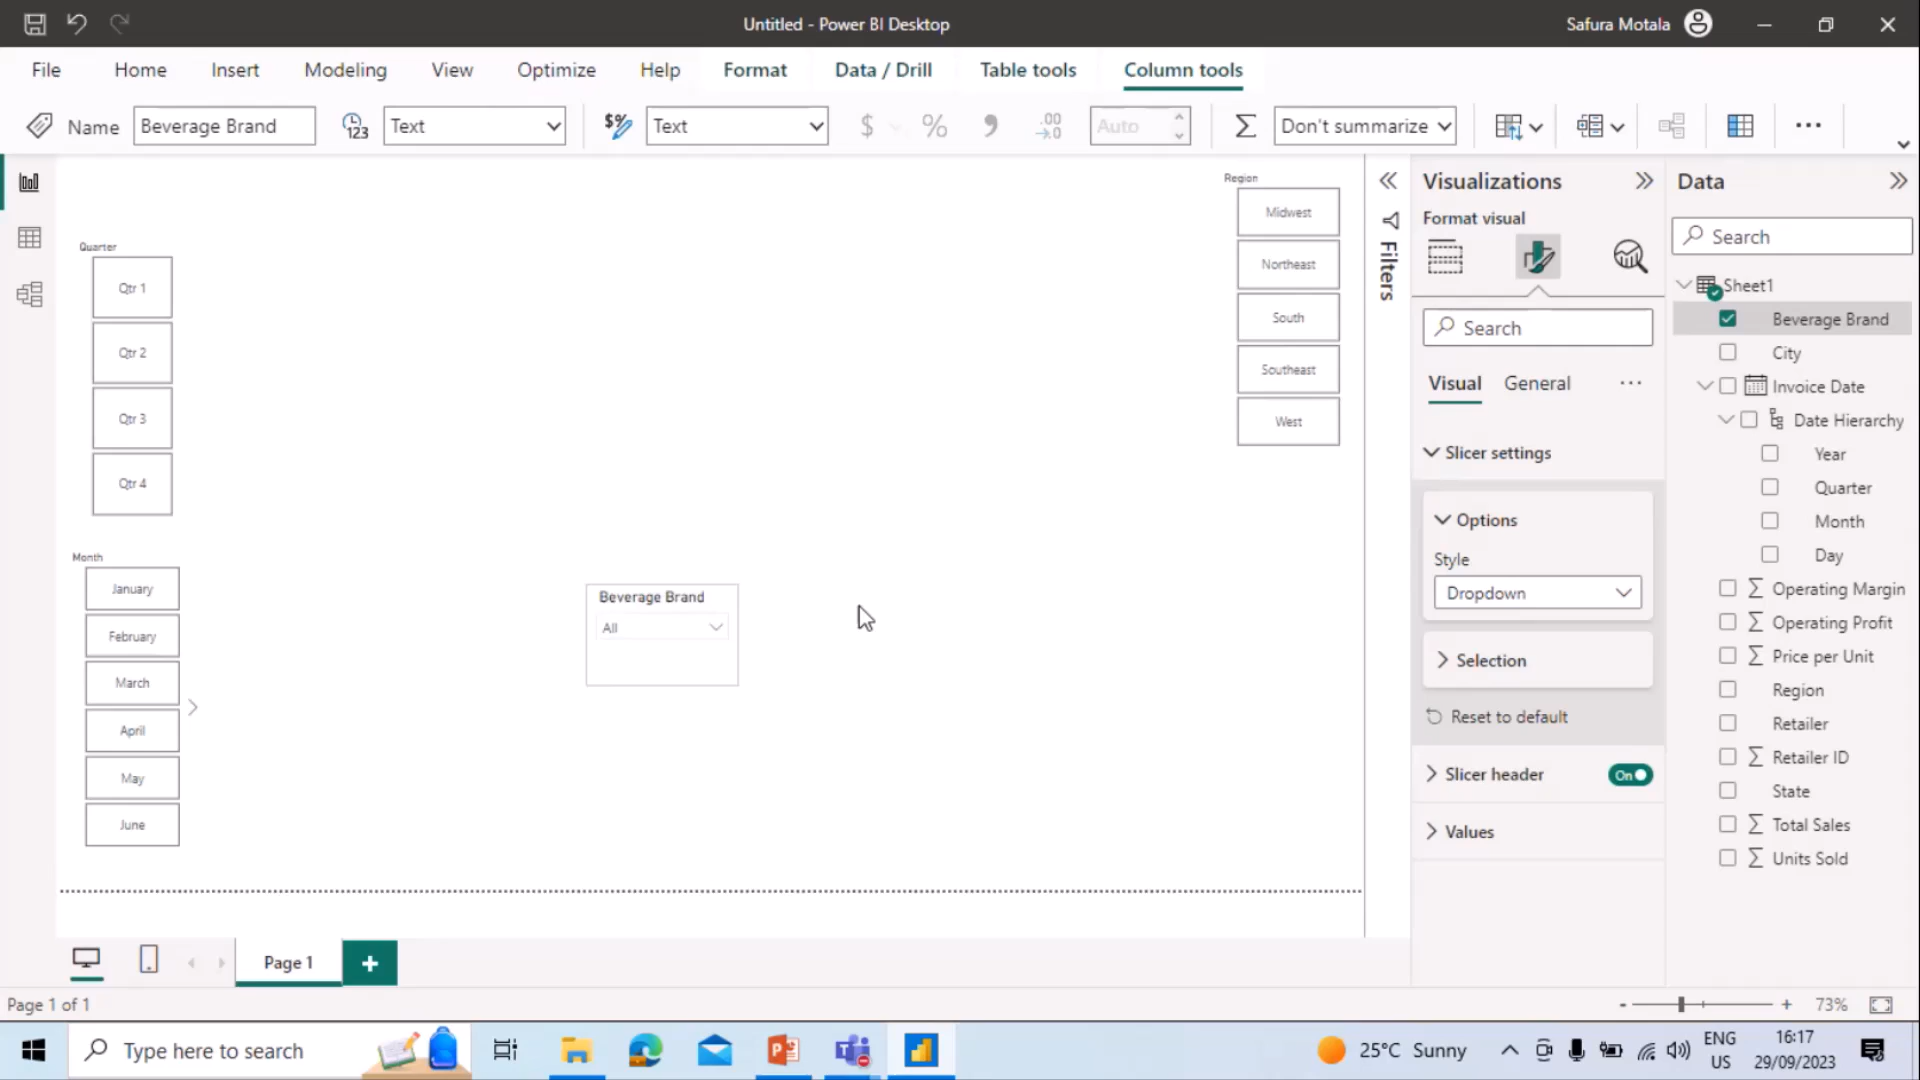 Untitled - Power BI Desktop
Safura Motala
File Home Insert Modeling View Optimize Help Format Data / Drill Table tools Column tools
Name Beverage Brand 123 Text $% Text $ % .00 →.0 Auto Σ Don't summarize
Quarter
Qtr 1
Qtr 2
Qtr 3
Qtr 4
Month
January
February
March
April
May
June
Beverage Brand
All
Region
Midwest
Northeast
South
Southeast
West
Filters
Visualizations
Format visual
Search
Visual General
Slicer settings
Options
Style
Dropdown
Selection
Reset to default
Slicer header On
Values
Data
Search
Sheet1
Beverage Brand
City
Invoice Date
Date Hierarchy
Year
Quarter
Month
Day
Σ Operating Margin
Σ Operating Profit
Σ Price per Unit
Region
Retailer
Σ Retailer ID
State
Σ Total Sales
Σ Units Sold
Page 1 +
Page 1 of 1
- + 73%
Type here to search
25°C Sunny
ENG
US
16:17
29/09/2023